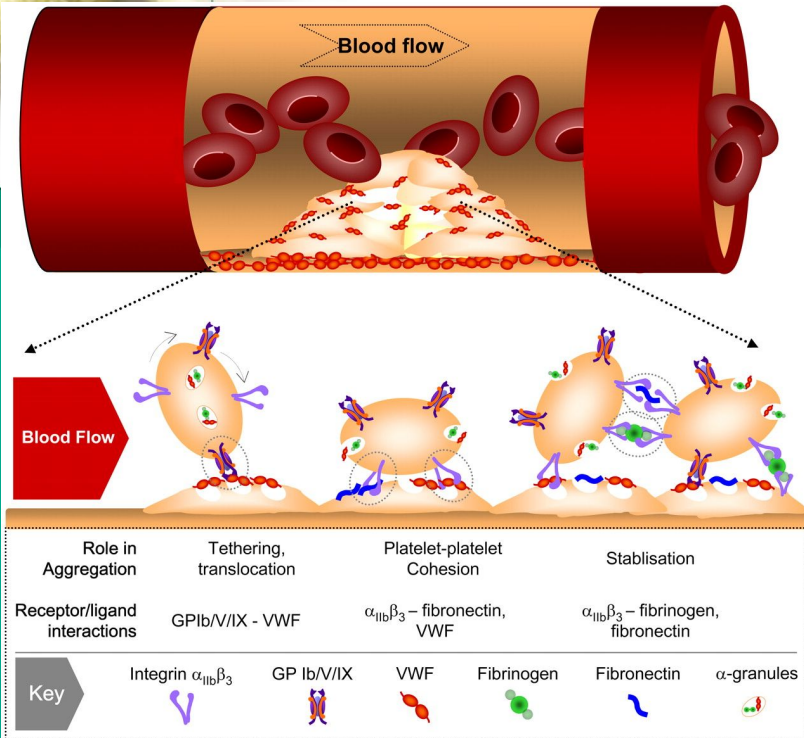 Blood flow
Blood Flow
Role in Aggregation
Tethering, translocation
Platelet-platelet Cohesion
Stablisation
Receptor/ligand interactions
GPIb/V/IX - VWF
αIIbβ3 – fibronectin, VWF
αIIbβ3 – fibrinogen, fibronectin
Key
Integrin αIIbβ3
GP Ib/V/IX
VWF
Fibrinogen
Fibronectin
α-granules